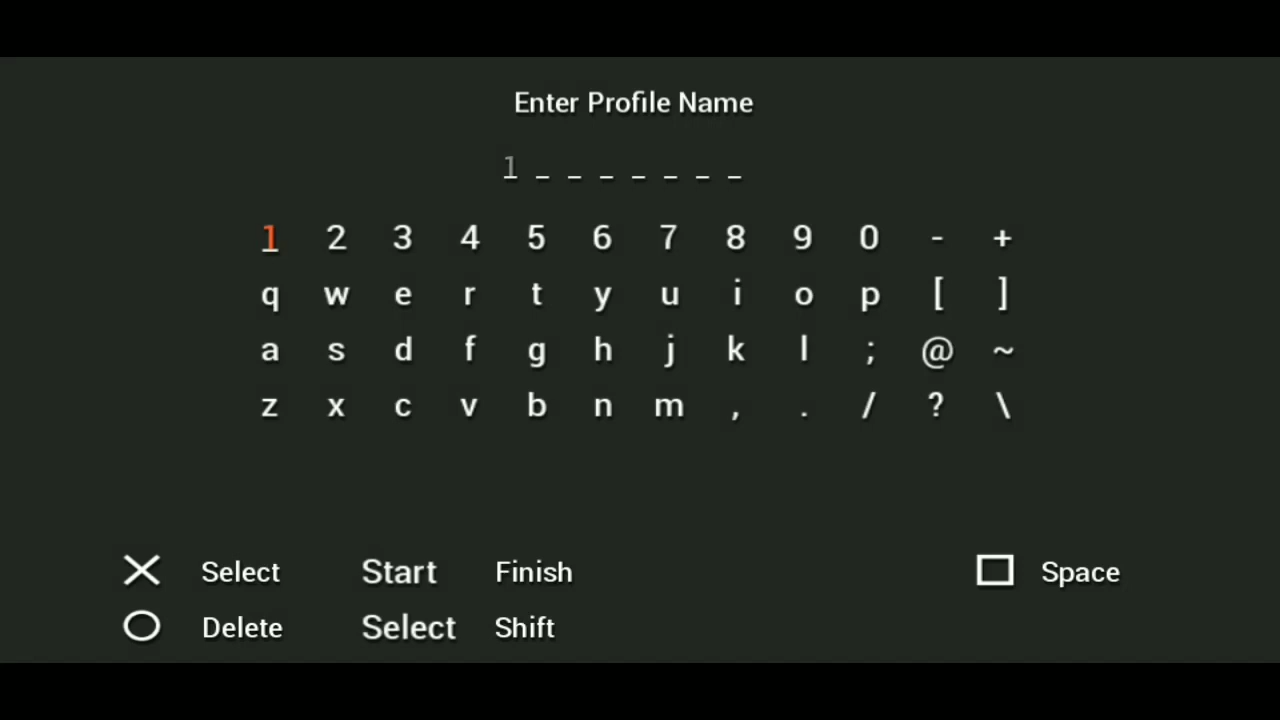 Enter Profile Name
1 _ _ _ _ _ _ _
1 2 3 4 5 6 7 8 9 0 - +
q w e r t y u i o p [ ]
a s d f g h j k l ; @ ~
z x c v b n m , . / ? \
Select Start Finish Space
Delete Select Shift